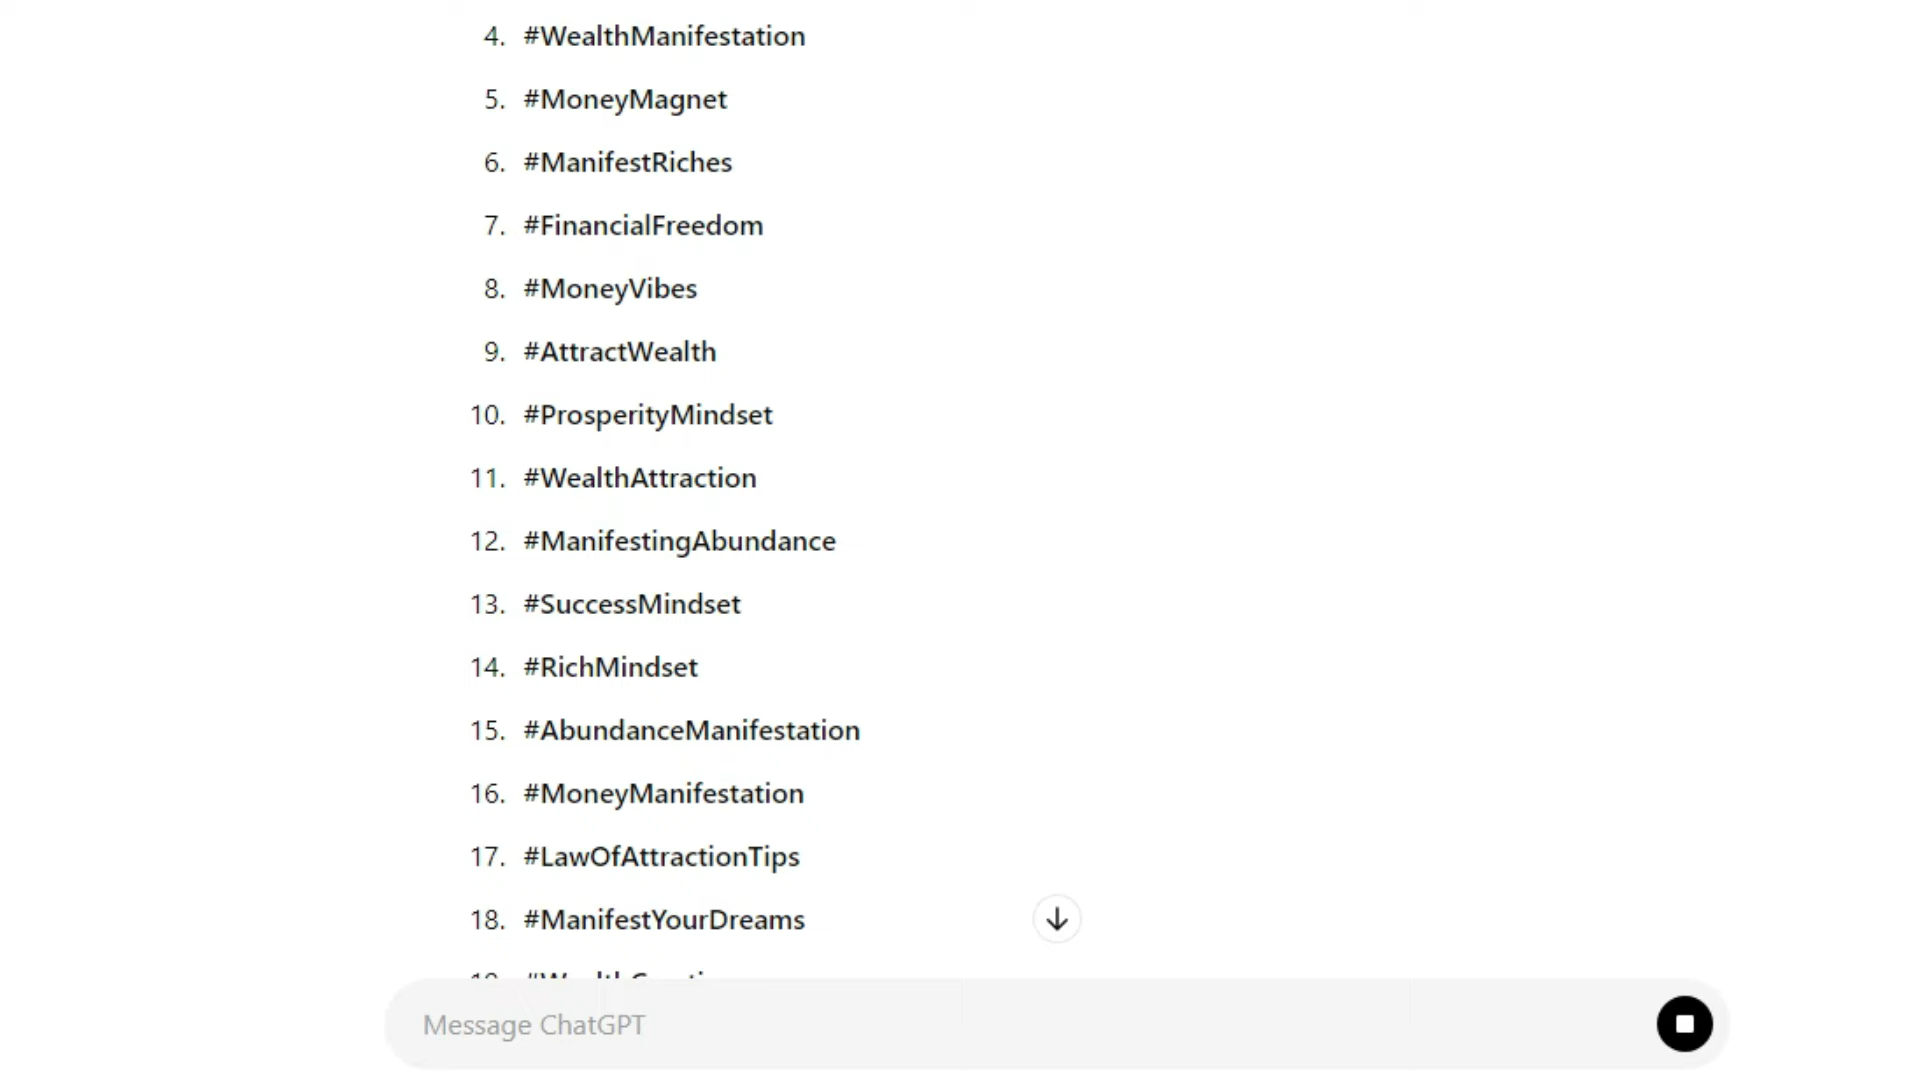 4. #WealthManifestation
5. #MoneyMagnet
6. #ManifestRiches
7. #FinancialFreedom
8. #MoneyVibes
9. #AttractWealth
10. #ProsperityMindset
11. #WealthAttraction
12. #ManifestingAbundance
13. #SuccessMindset
14. #RichMindset
15. #AbundanceManifestation
16. #MoneyManifestation
17. #LawOfAttractionTips
18. #ManifestYourDreams
Message ChatGPT